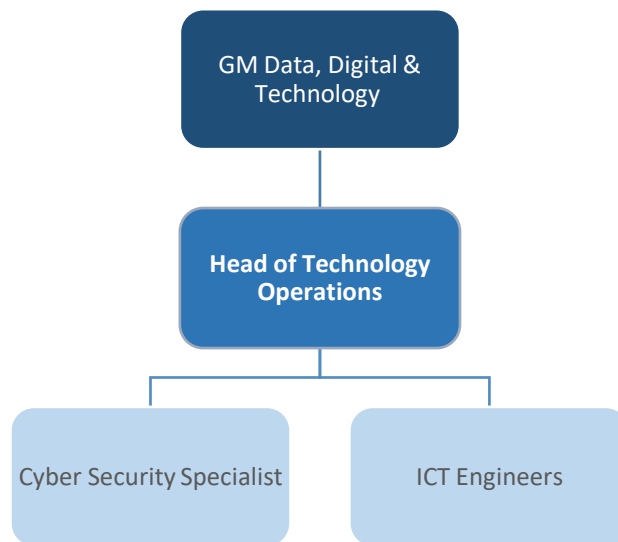 GM Data, Digital &
Technology
Head of Technology
Operations
Cyber Security Specialist
ICT Engineers